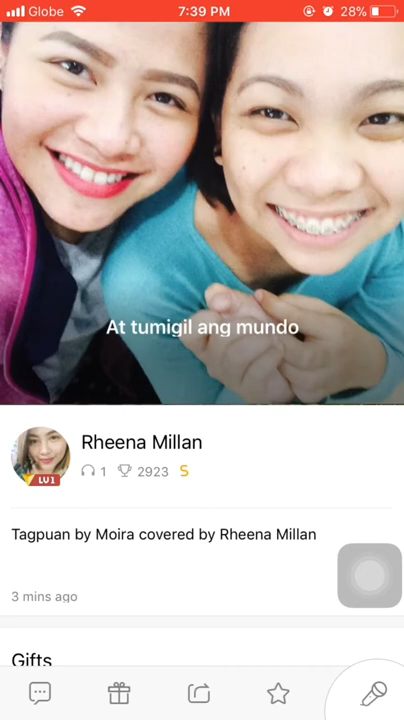 Globe
7:39 PM
28%
At tumigil ang mundo
Rheena Millan
LV1
1
2923
S
Tagpuan by Moira covered by Rheena Millan
3 mins ago
Gifts